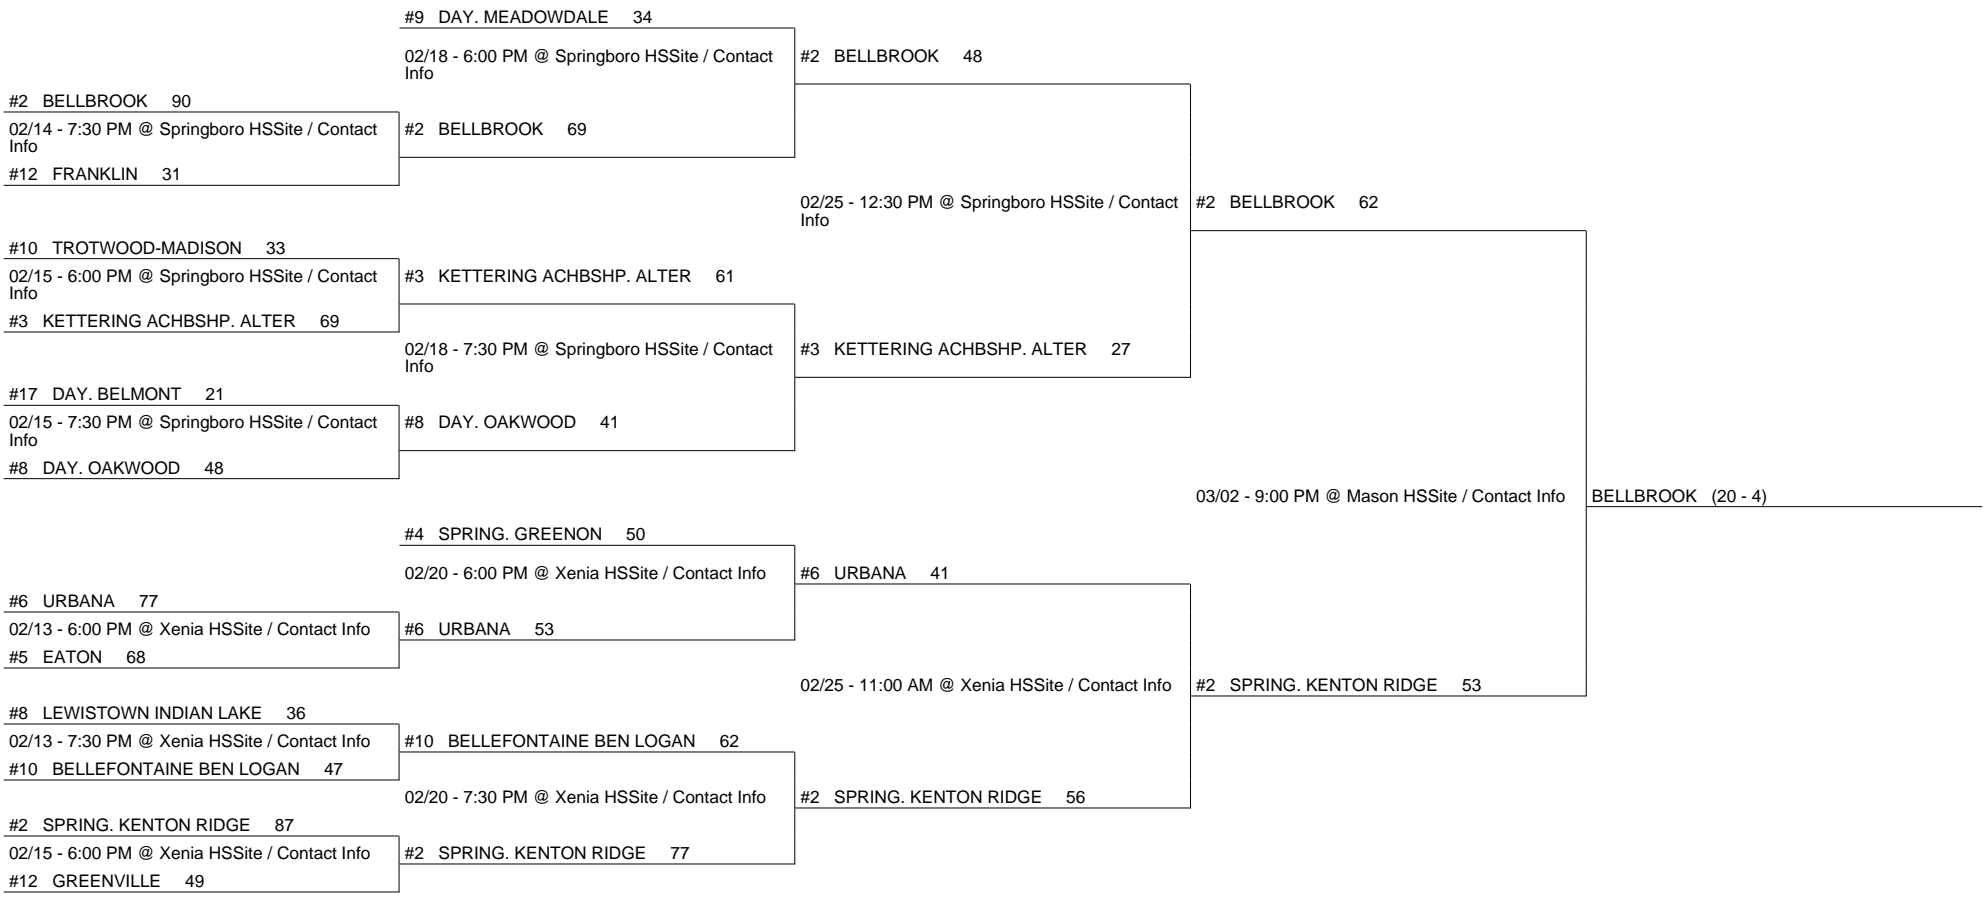 #9 DAY. MEADOWDALE 34
02/18 - 6:00 PM @ Springboro HSSite / Contact
Info
#2 BELLBROOK 48
#2 BELLBROOK 90
02/14 - 7:30 PM @ Springboro HSSite / Contact
Info
#2 BELLBROOK 69
#12 FRANKLIN 31
02/25 - 12:30 PM @ Springboro HSSite / Contact
Info
#2 BELLBROOK 62
#10 TROTWOOD-MADISON 33
02/15 - 6:00 PM @ Springboro HSSite / Contact
Info
#3 KETTERING ACHBSHP. ALTER 61
#3 KETTERING ACHBSHP. ALTER 69
02/18 - 7:30 PM @ Springboro HSSite / Contact
Info
#3 KETTERING ACHBSHP. ALTER 27
#17 DAY. BELMONT 21
02/15 - 7:30 PM @ Springboro HSSite / Contact
Info
#8 DAY. OAKWOOD 41
#8 DAY. OAKWOOD 48
03/02 - 9:00 PM @ Mason HSSite / Contact Info
BELLBROOK (20 - 4)
#4 SPRING. GREENON 50
02/20 - 6:00 PM @ Xenia HSSite / Contact Info
#6 URBANA 41
#6 URBANA 77
02/13 - 6:00 PM @ Xenia HSSite / Contact Info
#6 URBANA 53
#5 EATON 68
02/25 - 11:00 AM @ Xenia HSSite / Contact Info
#2 SPRING. KENTON RIDGE 53
#8 LEWISTOWN INDIAN LAKE 36
02/13 - 7:30 PM @ Xenia HSSite / Contact Info
#10 BELLEFONTAINE BEN LOGAN 62
#10 BELLEFONTAINE BEN LOGAN 47
02/20 - 7:30 PM @ Xenia HSSite / Contact Info
#2 SPRING. KENTON RIDGE 56
#2 SPRING. KENTON RIDGE 87
02/15 - 6:00 PM @ Xenia HSSite / Contact Info
#2 SPRING. KENTON RIDGE 77
#12 GREENVILLE 49